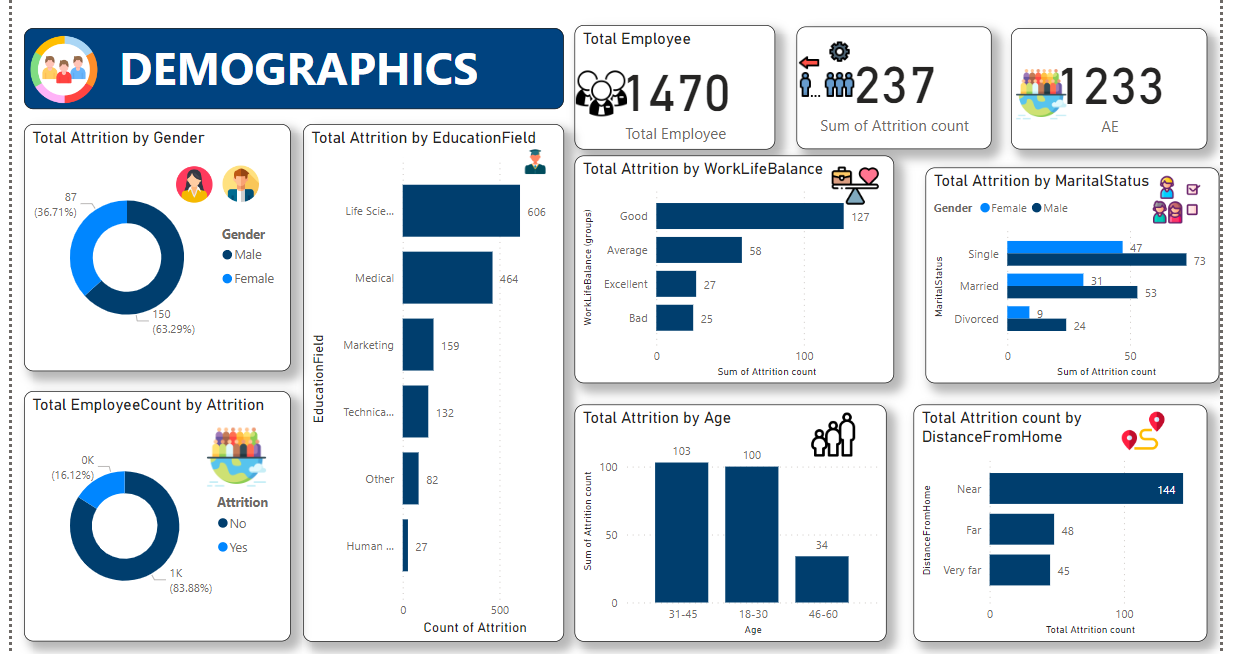 DEMOGRAPHICS
Total Employee
1470
Total Employee
237
Sum of Attrition count
1233
AE
Total Attrition by Gender
87
(36.71%)
150
(63.29%)
Gender
Male
Female
Total EmployeeCount by Attrition
0K
(16.12%)
1K
(83.88%)
Attrition
No
Yes
Total Attrition by EducationField
EducationField
Life Scie...
606
Medical
464
Marketing
159
Technica...
132
Other
82
Human ...
27
0
500
Count of Attrition
Total Attrition by WorkLifeBalance
WorkLifeBalance (groups)
Good
127
Average
58
Excellent
27
Bad
25
0
100
Sum of Attrition count
Total Attrition by MaritalStatus
Gender Female Male
MaritalStatus
Single
47
73
Married
31
53
Divorced
9
24
0
50
Sum of Attrition count
Total Attrition by Age
Sum of Attrition count
100
50
0
103
100
34
31-45
18-30
46-60
Age
Total Attrition count by
DistanceFromHome
DistanceFromHome
Near
144
Far
48
Very far
45
0
100
Total Attrition count